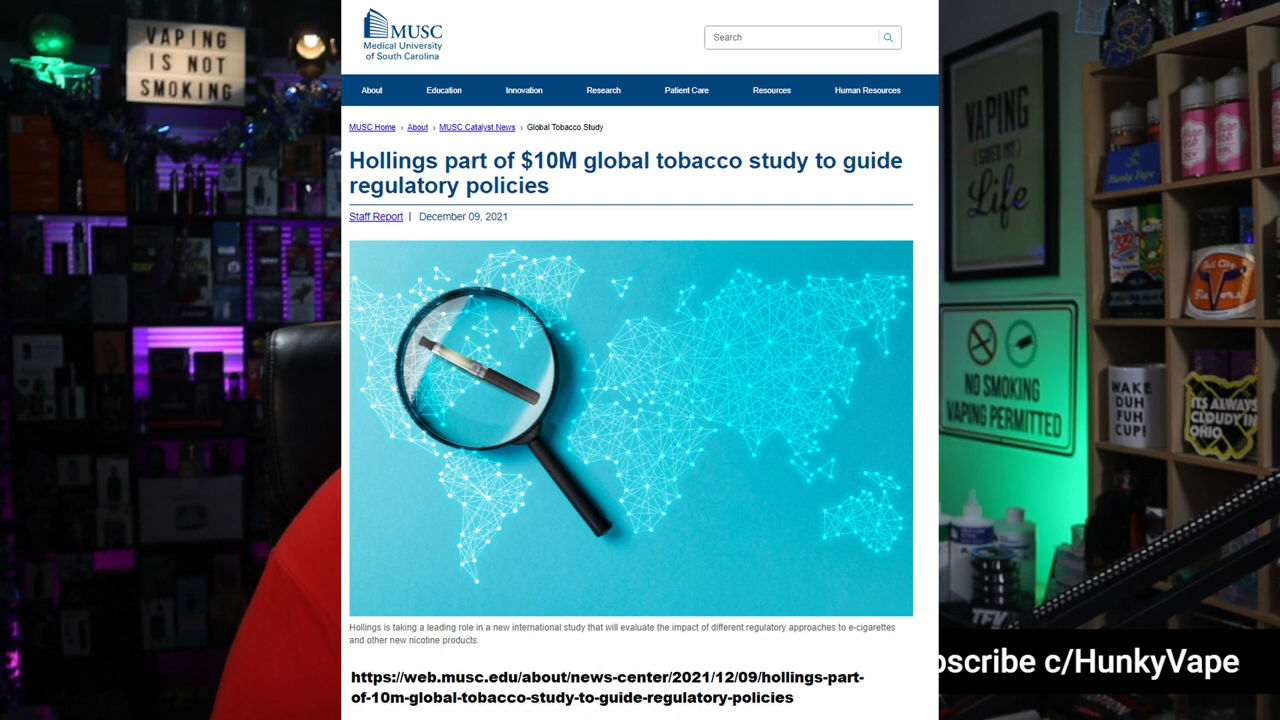 VAPING
IS NOT
SMOKING
MUSC
Medical University
of South Carolina
Search
About
Education
Innovation
Research
Patient Care
Resources
Human Resources
MUSC Home › About › MUSC Catalyst News › Global Tobacco Study
Hollings part of $10M global tobacco study to guide
regulatory policies
Staff Report | December 09, 2021
Hollings is taking a leading role in a new international study that will evaluate the impact of different regulatory approaches to e-cigarettes
and other new nicotine products.
https://web.musc.edu/about/news-center/2021/12/09/hollings-part-
of-10m-global-tobacco-study-to-guide-regulatory-policies
VAPING
(SAVED MY)
Life
Hunky Vape
NO SMOKING
VAPING PERMITTED
WAKE
DUH
FUH
CUP!
ITS ALWAYS
CLOUDY IN
OHIO
bscribe c/HunkyVape